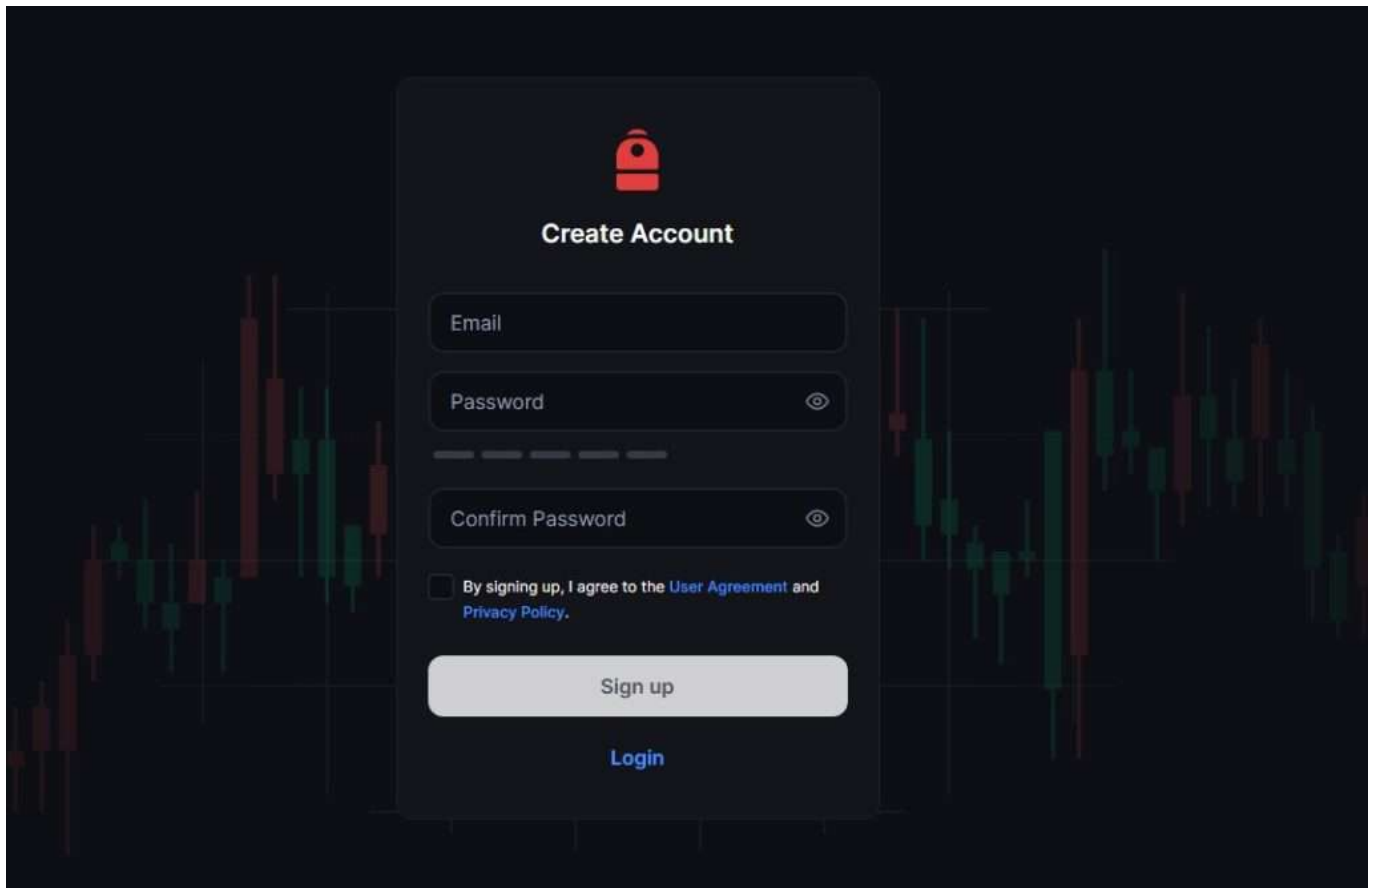 Create Account
Email
Password
Confirm Password
By signing up, I agree to the User Agreement and
Privacy Policy.
Sign up
Login